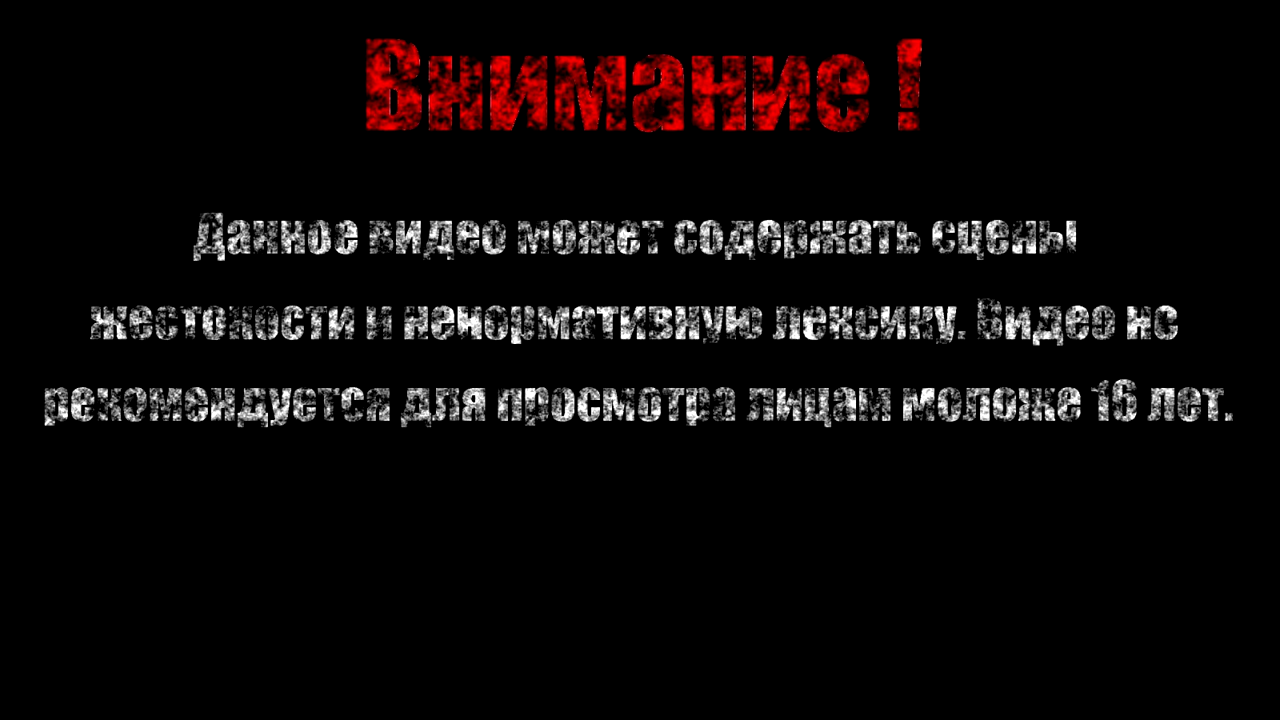 Внимание !
Данное видео может содержать сцены
жестокости и ненормативную лексику. Видео не
рекомендуется для просмотра лицам моложе 16 лет.